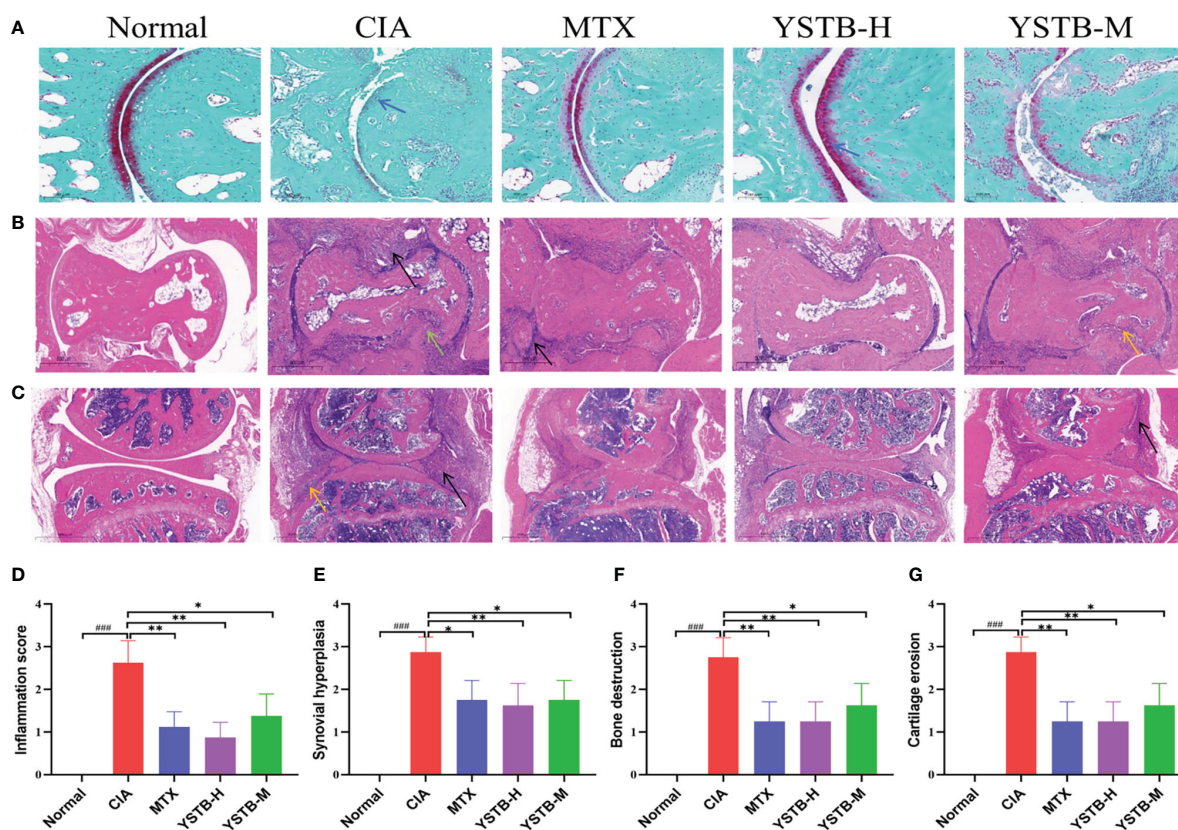 A
Normal CIA MTX YSTB-H YSTB-M
B
C
D E F G
Inflammation score
4
3
2
1
0
###
**
**
*
Normal CIA MTX YSTB-H YSTB-M
Synovial hyperplasia
4
3
2
1
0
###
*
**
*
Normal CIA MTX YSTB-H YSTB-M
Bone destruction
4
3
2
1
0
###
**
**
*
Normal CIA MTX YSTB-H YSTB-M
Cartilage erosion
4
3
2
1
0
###
**
**
*
Normal CIA MTX YSTB-H YSTB-M